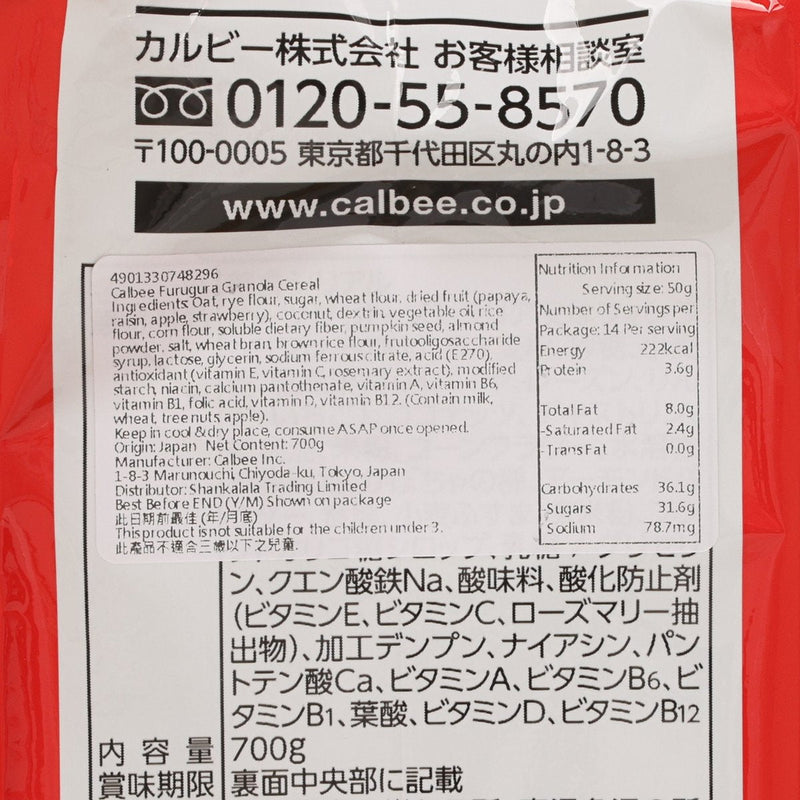 カルビー株式会社 お客様相談室
0120-55-8570
〒100-0005 東京都千代田区丸の内1-8-3
www.calbee.co.jp
4901330748296
Calbee Furugura Granola Cereal
Ingredients: Oat, rye flour, sugar, wheat flour, dried fruit (papaya,
raisin, apple, strawberry), coconut, dextrin, vegetable oil, rice
flour, corn flour, soluble dietary fiber, pumpkin seed, almond
powder, salt, wheat bran, brown rice flour, frutooligosaccharide
syrup, lactose, glycerin, sodium ferrous citrate, acid (E270),
antioxidant (vitamin E, vitamin C, rosemary extract), modified
starch, niacin, calcium pantothenate, vitamin A, vitamin B6,
vitamin B1, folic acid, vitamin D, vitamin B12. (Contain milk,
wheat, tree nuts, apple).
Keep in cool & dry place, consume ASAP once opened.
Origin: Japan Net Content: 700g
Manufacturer: Calbee Inc.
1-8-3 Marunouchi, Chiyoda-ku, Tokyo, Japan
Distributor: Shankalala Trading Limited
Best Before END (Y/M) Shown on package
此日期前最佳 (年/月底)
This product is not suitable for the children under 3.
此產品不適合三歲以下之兒童.
Nutrition Information
Serving size: 50g
Number of Servings per
Package: 14 Per serving
Energy 222kcal
Protein 3.6g
Total Fat 8.0g
-Saturated Fat 2.4g
-Trans Fat 0.0g
Carbohydrates 36.1g
-Sugars 31.6g
Sodium 78.7mg
ン、クエン酸鉄Na、酸味料、酸化防止剤
(ビタミンE、ビタミンC、ローズマリー抽
出物)、加工デンプン、ナイアシン、パン
トテン酸Ca、ビタミンA、ビタミンB6、ビ
タミンB1、葉酸、ビタミンD、ビタミンB12
内容量 700g
賞味期限 裏面中央部に記載